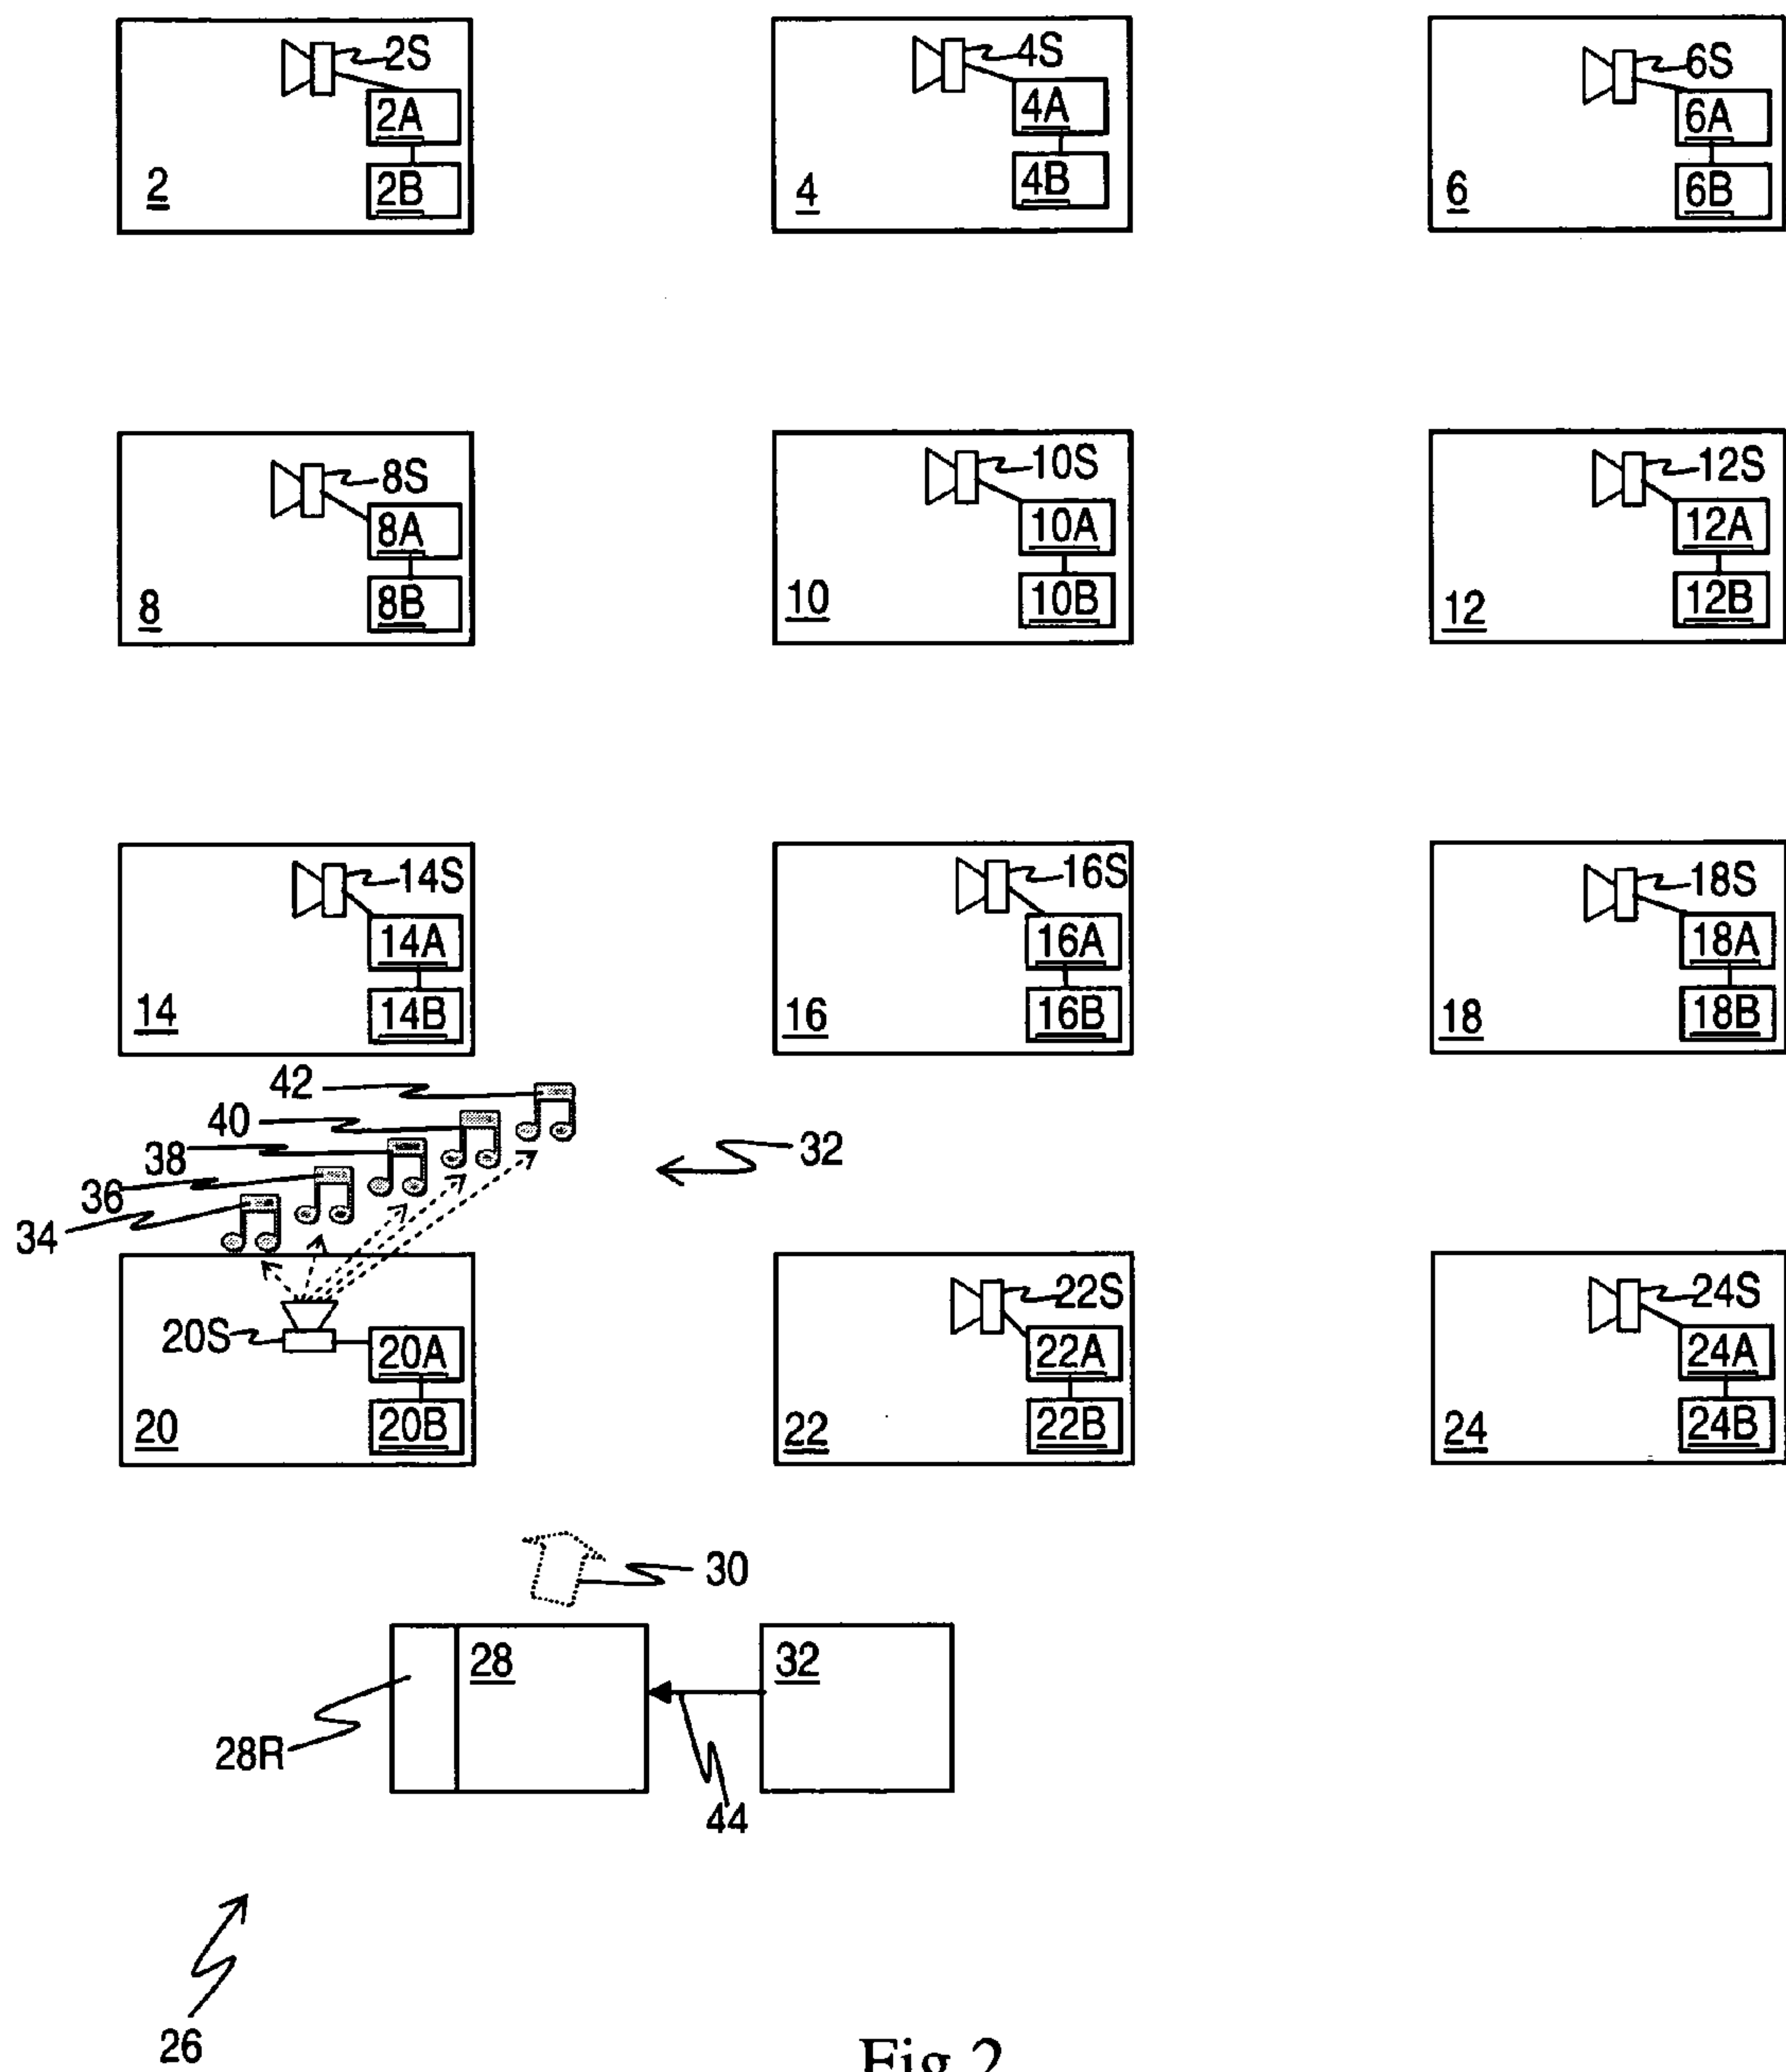 2S 4S 6S
2A 4A 6A
2 2B 4 4B 6 6B
8S 10S 12S
8A 10A 12A
8 8B 10 10B 12 12B
14S 16S 18S
14A 16A 18A
14 14B 16 16B 18 18B
42
40
38 32
36
34
22S 24S
20S 20A 22A 24A
20 20B 22 22B 24 24B
30
28 32
28R
44
26
Fig 2